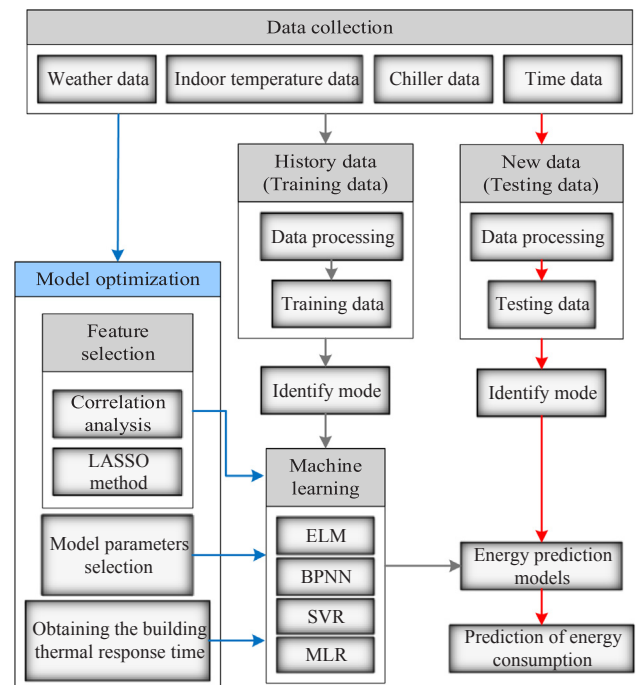 Data collection
Weather data
Indoor temperature data
Chiller data
Time data
History data
(Training data)
Data processing
Training data
Identify mode
New data
(Testing data)
Data processing
Testing data
Identify mode
Model optimization
Feature
selection
Correlation
analysis
LASSO
method
Model parameters
selection
Obtaining the building
thermal response time
Machine
learning
ELM
BPNN
SVR
MLR
Energy prediction
models
Prediction of energy
consumption